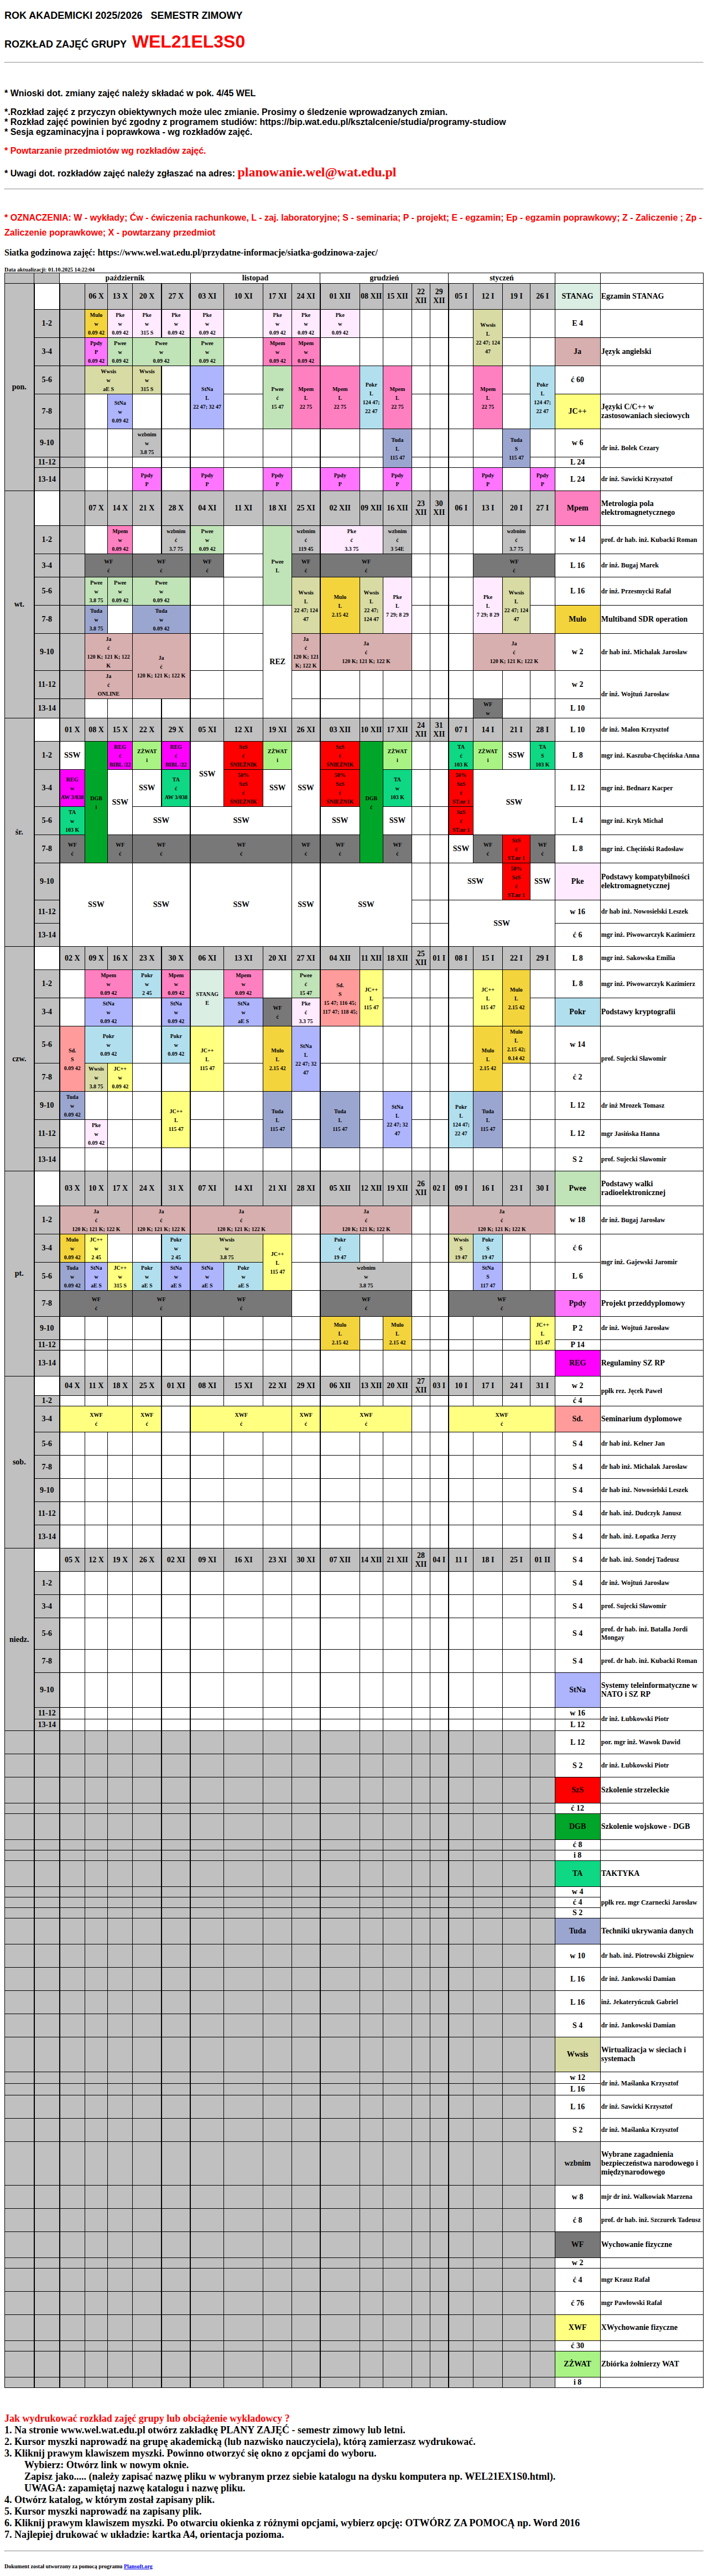 ROK AKADEMICKI 2025/2026 SEMESTR ZIMOWY
ROZKŁAD ZAJĘĆ GRUPY WEL21EL3S0
* Wnioski dot. zmiany zajęć należy składać w pok. 4/45 WEL
*.Rozkład zajęć z przyczyn obiektywnych może ulec zmianie. Prosimy o śledzenie wprowadzanych zmian.
* Rozkład zajęć powinien być zgodny z programem studiów: https://bip.wat.edu.pl/ksztalcenie/studia/programy-studiow
* Sesja egzaminacyjna i poprawkowa - wg rozkładów zajęć.
* Powtarzanie przedmiotów wg rozkładów zajęć.
* Uwagi dot. rozkładów zajęć należy zgłaszać na adres: planowanie.wel@wat.edu.pl
* OZNACZENIA: W - wykłady; Ćw - ćwiczenia rachunkowe, L - zaj. laboratoryjne; S - seminaria; P - projekt; E - egzamin; Ep - egzamin poprawkowy; Z - Zaliczenie ; Zp -
Zaliczenie poprawkowe; X - powtarzany przedmiot
Siatka godzinowa zajęć: https://www.wel.wat.edu.pl/przydatne-informacje/siatka-godzinowa-zajec/
Data aktualizacji: 01.10.2025 14:22:04
październik listopad grudzień styczeń
pon. 06 X 13 X 20 X 27 X 03 XI 10 XI 17 XI 24 XI 01 XII 08 XII 15 XII 22 XII 29 XII 05 I 12 I 19 I 26 I STANAG Egzamin STANAG
1-2 Mulo w 0.09 42 Pke w 0.09 42 Pke w 315 S Pke w 0.09 42 Pke w 0.09 42 Pke w 0.09 42 Pke w 0.09 42 Pke w 0.09 42 Wwsis L 22 47; 124 47 E 4
3-4 Ppdy P 0.09 42 Pwee w 0.09 42 Pwee w 0.09 42 Pwee w 0.09 42 Mpem w 0.09 42 Mpem w 0.09 42 Ja Język angielski
5-6 Wwsis w aE S Wwsis w 315 S StNa L 22 47; 32 47 Pwee ć 15 47 Mpem L 22 75 Mpem L 22 75 Pokr L 124 47; 22 47 Mpem L 22 75 Mpem L 22 75 Pokr L 124 47; 22 47 ć 60
7-8 StNa w 0.09 42 JC++ Języki C/C++ w zastosowaniach sieciowych
9-10 wzbnim w 3.8 75 Tuda L 115 47 Tuda S 115 47 w 6 dr inż. Bolek Cezary
11-12 L 24
13-14 Ppdy P Ppdy P Ppdy P Ppdy P Ppdy P Ppdy P Ppdy P L 24 dr inż. Sawicki Krzysztof
wt. 07 X 14 X 21 X 28 X 04 XI 11 XI 18 XI 25 XI 02 XII 09 XII 16 XII 23 XII 30 XII 06 I 13 I 20 I 27 I Mpem Metrologia pola elektromagnetycznego
1-2 Mpem w 0.09 42 wzbnim ć 3.7 75 Pwee w 0.09 42 Pwee L wzbnim ć 119 45 Pke ć 3.3 75 wzbnim ć 3 54E wzbnim ć 3.7 75 w 14 prof. dr hab. inż. Kubacki Roman
3-4 WF ć WF ć WF ć WF ć WF ć WF ć L 16 dr inż. Bugaj Marek
5-6 Pwee w 3.8 75 Pwee w 0.09 42 Pwee w 0.09 42 Wwsis L 22 47; 124 47 Mulo L 2.15 42 Wwsis L 22 47; 124 47 Pke L 7 29; 8 29 Pke L 7 29; 8 29 Wwsis L 22 47; 124 47 L 16 dr inż. Przesmycki Rafał
7-8 Tuda w 3.8 75 Tuda w 0.09 42 Mulo Multiband SDR operation
9-10 Ja ć 120 K; 121 K; 122 K Ja ć 120 K; 121 K; 122 K REZ Ja ć 120 K; 121 K; 122 K Ja ć 120 K; 121 K; 122 K Ja ć 120 K; 121 K; 122 K w 2 dr hab inż. Michalak Jarosław
11-12 Ja ć ONLINE w 2 dr inż. Wojtuń Jarosław
13-14 WF w L 10
śr. 01 X 08 X 15 X 22 X 29 X 05 XI 12 XI 19 XI 26 XI 03 XII 10 XII 17 XII 24 XII 31 XII 07 I 14 I 21 I 28 I L 10 dr inż. Malon Krzysztof
1-2 SSW DGB i REG ć BIBL /22 ZŻWAT i REG ć BIBL /22 SSW SzS ć ŚNIEŻNIK ZŻWAT i SSW SzS ć ŚNIEŻNIK DGB ć ZŻWAT i TA ć 103 K ZŻWAT i SSW TA S 103 K L 8 mgr inż. Kaszuba-Chęcińska Anna
3-4 REG w AW 3/038 SSW SSW TA ć AW 3/038 50% SzS ć ŚNIEŻNIK SSW 50% SzS ć ŚNIEŻNIK TA w 103 K 50% SzS ć SSW L 12 mgr inż. Bednarz Kacper
5-6 TA w 103 K SSW SSW SSW SSW SzS ć L 4 mgr inż. Kryk Michał
7-8 WF ć WF ć WF ć WF ć WF ć WF ć WF ć SSW WF ć SzS ć WF ć L 8 mgr inż. Chęciński Radosław
9-10 SSW SSW SSW SSW SSW SSW 50% SzS ć SSW Pke Podstawy kompatybilności elektromagnetycznej
11-12 SSW w 16 dr hab inż. Nowosielski Leszek
13-14 ć 6 mgr inż. Piwowarczyk Kazimierz
czw. 02 X 09 X 16 X 23 X 30 X 06 XI 13 XI 20 XI 27 XI 04 XII 11 XII 18 XII 25 XII 01 I 08 I 15 I 22 I 29 I L 8 mgr inż. Sakowska Emilia
1-2 Mpem w 0.09 42 Pokr w 2 45 Mpem w 0.09 42 STANAG E Mpem w 0.09 42 Pwee ć 15 47 Sd. S 15 47; 116 45; 117 47; 118 45; JC++ L 115 47 JC++ L 115 47 Mulo L 2.15 42 L 8 mgr inż. Piwowarczyk Kazimierz
3-4 StNa w 0.09 42 StNa w 0.09 42 StNa w aE S WF ć Pke ć 3.3 75 Pokr Podstawy kryptografii
5-6 Sd. S 0.09 42 Pokr w 0.09 42 Pokr w 0.09 42 JC++ L 115 47 Mulo L 2.15 42 StNa L 22 47; 32 47 Mulo L 2.15 42 Mulo L 2.15 42; 0.14 42 w 14 prof. Sujecki Sławomir
7-8 Wwsis w 3.8 75 JC++ w 0.09 42 ć 2
9-10 Tuda w 0.09 42 JC++ L 115 47 Tuda L 115 47 Tuda L 115 47 StNa L 22 47; 32 47 Pokr L 124 47; 22 47 Tuda L 115 47 L 12 dr inż Mrozek Tomasz
11-12 Pke w 0.09 42 L 12 mgr Jasińska Hanna
13-14 S 2 prof. Sujecki Sławomir
pt. 03 X 10 X 17 X 24 X 31 X 07 XI 14 XI 21 XI 28 XI 05 XII 12 XII 19 XII 26 XII 02 I 09 I 16 I 23 I 30 I Pwee Podstawy walki radioelektronicznej
1-2 Ja ć 120 K; 121 K; 122 K Ja ć 120 K; 121 K; 122 K Ja ć 120 K; 121 K; 122 K Ja ć 120 K; 121 K; 122 K Ja ć 120 K; 121 K; 122 K w 18 dr inż. Bugaj Jarosław
3-4 Mulo w 0.09 42 JC++ w 2 45 Pokr w 2 45 Wwsis w 3.8 75 JC++ L 115 47 Pokr ć 19 47 Wwsis S 19 47 Pokr S 19 47 ć 6 mgr inż. Gajewski Jaromir
5-6 Tuda w 0.09 42 StNa w aE S JC++ w 315 S Pokr w aE S StNa w aE S StNa w aE S Pokr w aE S wzbnim w 3.8 75 StNa S 117 47 L 6
7-8 WF ć WF ć WF ć WF ć WF ć Ppdy Projekt przeddyplomowy
9-10 Mulo L 2.15 42 Mulo L 2.15 42 JC++ L 115 47 P 2 dr inż. Wojtuń Jarosław
11-12 P 14
13-14 REG Regulaminy SZ RP
sob. 04 X 11 X 18 X 25 X 01 XI 08 XI 15 XI 22 XI 29 XI 06 XII 13 XII 20 XII 27 XII 03 I 10 I 17 I 24 I 31 I w 2 ppłk rez. Jęcek Paweł
1-2 ć 4
3-4 XWF ć XWF ć XWF ć XWF ć XWF ć XWF ć Sd. Seminarium dyplomowe
5-6 S 4 dr hab inż. Kelner Jan
7-8 S 4 dr hab inż. Michalak Jarosław
9-10 S 4 dr hab inż. Nowosielski Leszek
11-12 S 4 dr hab. inż. Dudczyk Janusz
13-14 S 4 dr hab. inż. Łopatka Jerzy
niedz. 05 X 12 X 19 X 26 X 02 XI 09 XI 16 XI 23 XI 30 XI 07 XII 14 XII 21 XII 28 XII 04 I 11 I 18 I 25 I 01 II S 4 dr hab. inż. Sondej Tadeusz
1-2 S 4 dr inż. Wojtuń Jarosław
3-4 S 4 prof. Sujecki Sławomir
5-6 S 4 prof. dr hab. inż. Batalla Jordi Mongay
7-8 S 4 prof. dr hab. inż. Kubacki Roman
9-10 StNa Systemy teleinformatyczne w NATO i SZ RP
11-12 w 16 dr inż. Łubkowski Piotr
13-14 L 12
L 12 por. mgr inż. Wawok Dawid
S 2 dr inż. Łubkowski Piotr
SzS Szkolenie strzeleckie
ć 12
DGB Szkolenie wojskowe - DGB
ć 8
i 8
TA TAKTYKA
w 4 ppłk rez. mgr Czarnecki Jarosław
ć 4
S 2
Tuda Techniki ukrywania danych
w 10 dr hab. inż. Piotrowski Zbigniew
L 16 dr inż. Jankowski Damian
L 16 inż. Jekateryńczuk Gabriel
S 4 dr inż. Jankowski Damian
Wwsis Wirtualizacja w sieciach i systemach
w 12 dr inż. Maślanka Krzysztof
L 16
L 16 dr inż. Sawicki Krzysztof
S 2 dr inż. Maślanka Krzysztof
wzbnim Wybrane zagadnienia bezpieczeństwa narodowego i międzynarodowego
w 8 mjr dr inż. Walkowiak Marzena
ć 8 prof. dr hab. inż. Szczurek Tadeusz
WF Wychowanie fizyczne
w 2
ć 4 mgr Krauz Rafał
ć 76 mgr Pawłowski Rafał
XWF XWychowanie fizyczne
ć 30
ZŻWAT Zbiórka żołnierzy WAT
i 8
Jak wydrukować rozkład zajęć grupy lub obciążenie wykładowcy ?
1. Na stronie www.wel.wat.edu.pl otwórz zakładkę PLANY ZAJĘĆ - semestr zimowy lub letni.
2. Kursor myszki naprowadź na grupę akademicką (lub nazwisko nauczyciela), którą zamierzasz wydrukować.
3. Kliknij prawym klawiszem myszki. Powinno otworzyć się okno z opcjami do wyboru.
Wybierz: Otwórz link w nowym oknie.
Zapisz jako..... (należy zapisać nazwę pliku w wybranym przez siebie katalogu na dysku komputera np. WEL21EX1S0.html).
UWAGA: zapamiętaj nazwę katalogu i nazwę pliku.
4. Otwórz katalog, w którym został zapisany plik.
5. Kursor myszki naprowadź na zapisany plik.
6. Kliknij prawym klawiszem myszki. Po otwarciu okienka z różnymi opcjami, wybierz opcję: OTWÓRZ ZA POMOCĄ np. Word 2016
7. Najlepiej drukować w układzie: kartka A4, orientacja pozioma.
Dokument został utworzony za pomocą programu Plansoft.org